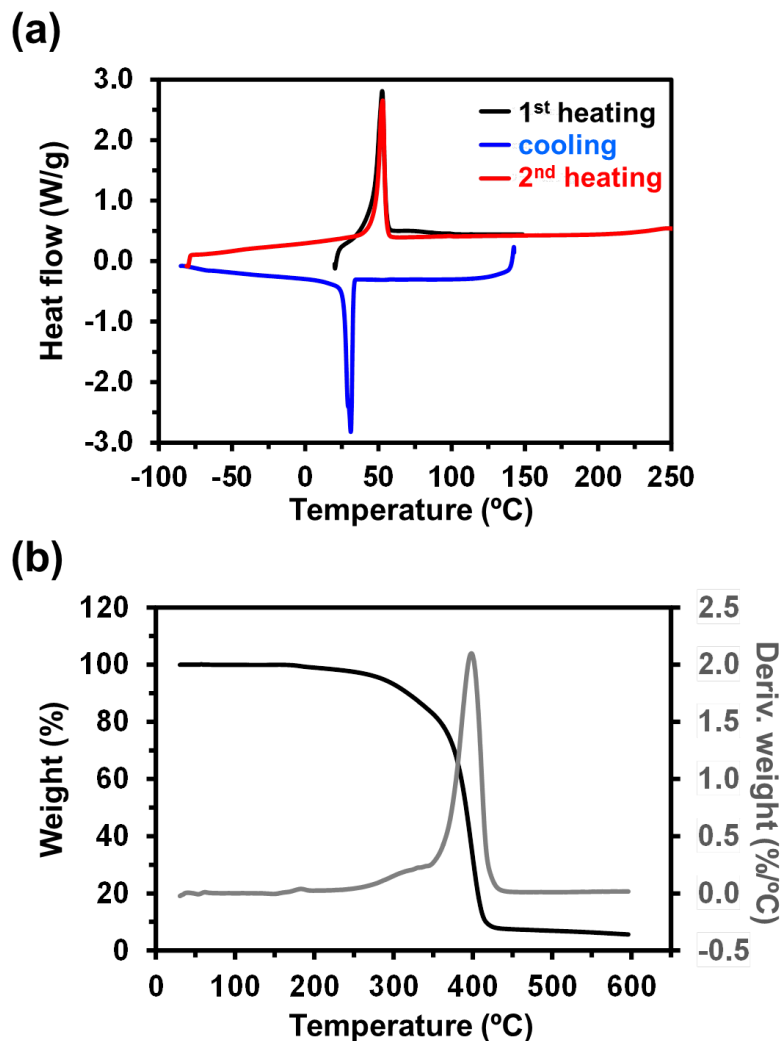 (a)
3.0
2.0
1.0
0.0
-1.0
-2.0
-3.0
Heat flow (W/g)
1st heating
cooling
2nd heating
-100 -50 0 50 100 150 200 250
Temperature (ºC)
(b)
120
100
80
60
40
20
0
Weight (%)
2.5
2.0
1.5
1.0
0.5
0.0
-0.5
Deriv. weight (%/ºC)
0 100 200 300 400 500 600
Temperature (ºC)